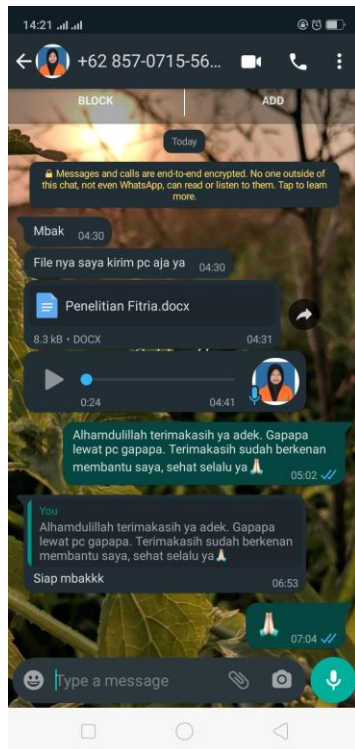 14:21
+62 857-0715-56...
BLOCK
ADD
Today
Messages and calls are end-to-end encrypted. No one outside of
this chat, not even WhatsApp, can read or listen to them. Tap to learn
more.
Mbak 04:30
File nya saya kirim pc aja ya 04:30
Penelitian Fitria.docx
8.3 kB • DOCX 04:31
0:24 04:41
Alhamdulillah terimakasih ya adek. Gapapa
lewat pc gapapa. Terimakasih sudah berkenan
membantu saya, sehat selalu ya🙏🏻
05:02
You
Alhamdulillah terimakasih ya adek. Gapapa
lewat pc gapapa. Terimakasih sudah berkenan
membantu saya, sehat selalu ya🙏🏻
Siap mbakkk 06:53
🙏🏻 07:04
Type a message